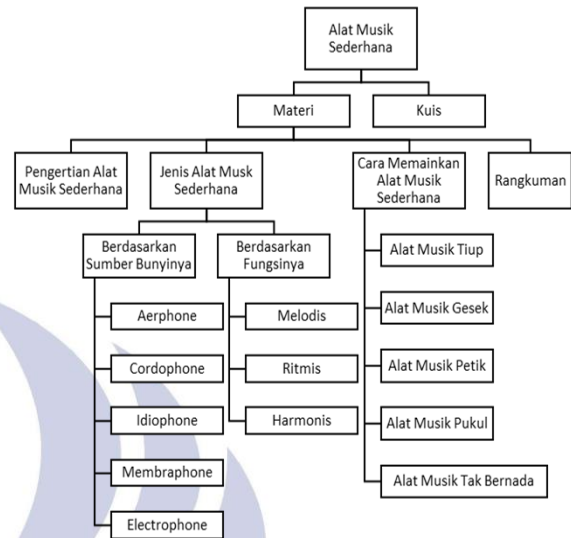 Alat Musik
Sederhana
Materi
Kuis
Pengertian Alat
Musik Sederhana
Jenis Alat Musk
Sederhana
Cara Memainkan
Alat Musik
Sederhana
Rangkuman
Berdasarkan
Sumber Bunyinya
Berdasarkan
Fungsinya
Aerphone
Cordophone
Idiophone
Membraphone
Electrophone
Melodis
Ritmis
Harmonis
Alat Musik Tiup
Alat Musik Gesek
Alat Musik Petik
Alat Musik Pukul
Alat Musik Tak Bernada